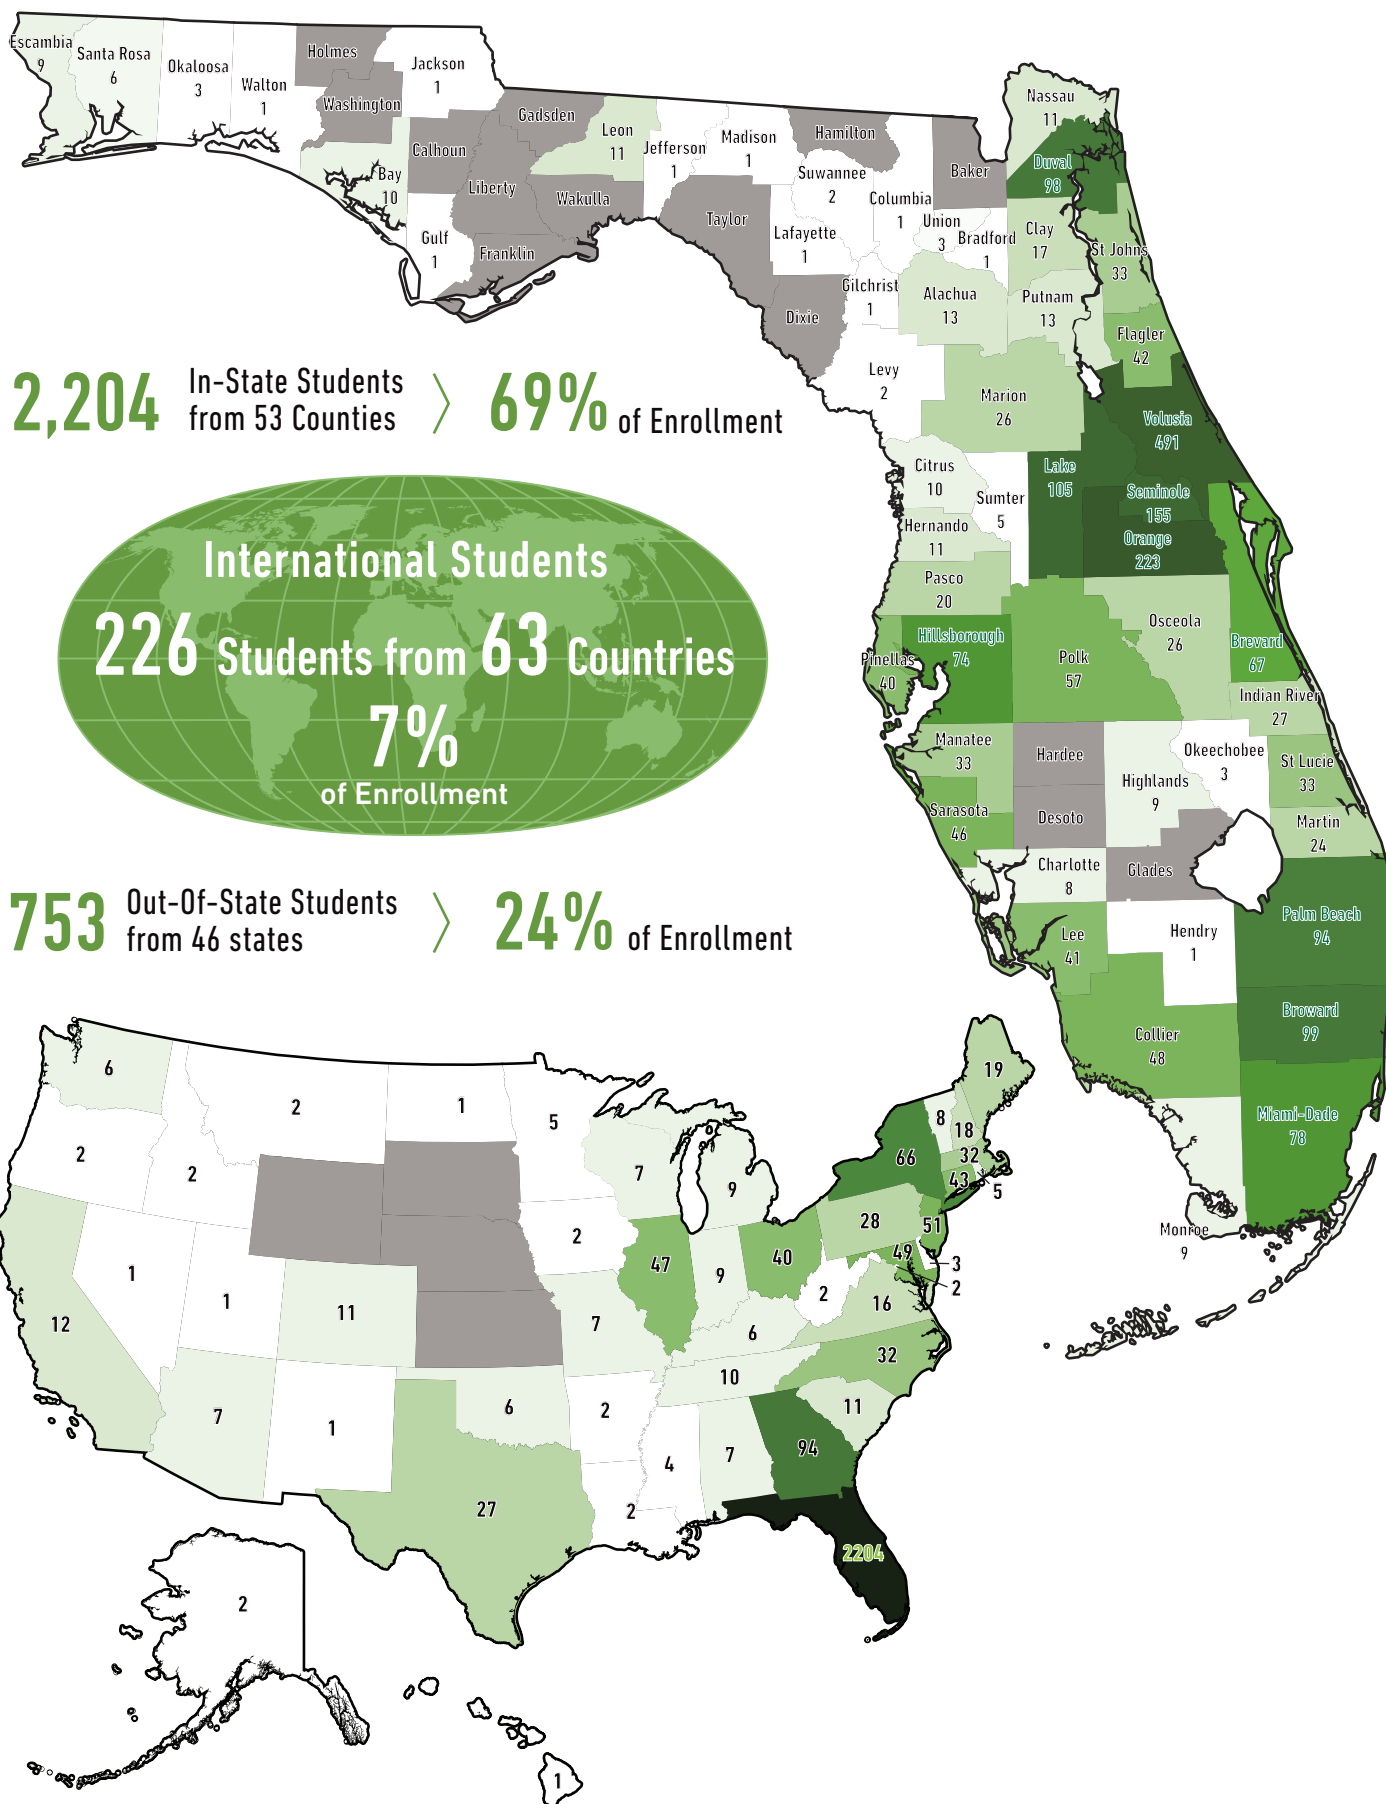 Escambia
9
Santa Rosa
6
Okaloosa
3
Walton
1
Holmes
Washington
Jackson
1
Bay
10
Calhoun
Gulf
1
Gadsden
Liberty
Franklin
Leon
11
Wakulla
Jefferson
1
Madison
1
Taylor
Hamilton
Suwannee
2
Lafayette
1
Dixie
Columbia
1
Gilchrist
1
Levy
2
Baker
Union
3
Bradford
1
Alachua
13
Nassau
11
Duval
98
Clay
17
St Johns
33
Putnam
13
Flagler
42
Marion
26
Volusia
491
Citrus
10
Sumter
5
Lake
105
Seminole
155
Orange
223
Hernando
11
Pasco
20
Pinellas
40
Hillsborough
74
Polk
57
Osceola
26
Brevard
67
Indian River
27
Manatee
33
Hardee
Highlands
9
Okeechobee
3
St Lucie
33
Sarasota
46
Desoto
Martin
24
Charlotte
8
Glades
Lee
41
Hendry
1
Palm Beach
94
Collier
48
Broward
99
Miami-Dade
78
Monroe
9
2,204 In-State Students
from 53 Counties
69% of Enrollment
International Students
226 Students from 63 Countries
7%
of Enrollment
753 Out-Of-State Students
from 46 states
24% of Enrollment
6
2
1
5
2
2
7
9
19
8
18
66
32
43
5
1
1
11
2
47
9
40
28
51
49
3
2
12
7
1
7
6
2
16
6
10
32
11
27
2
2
4
7
94
2204
2
1